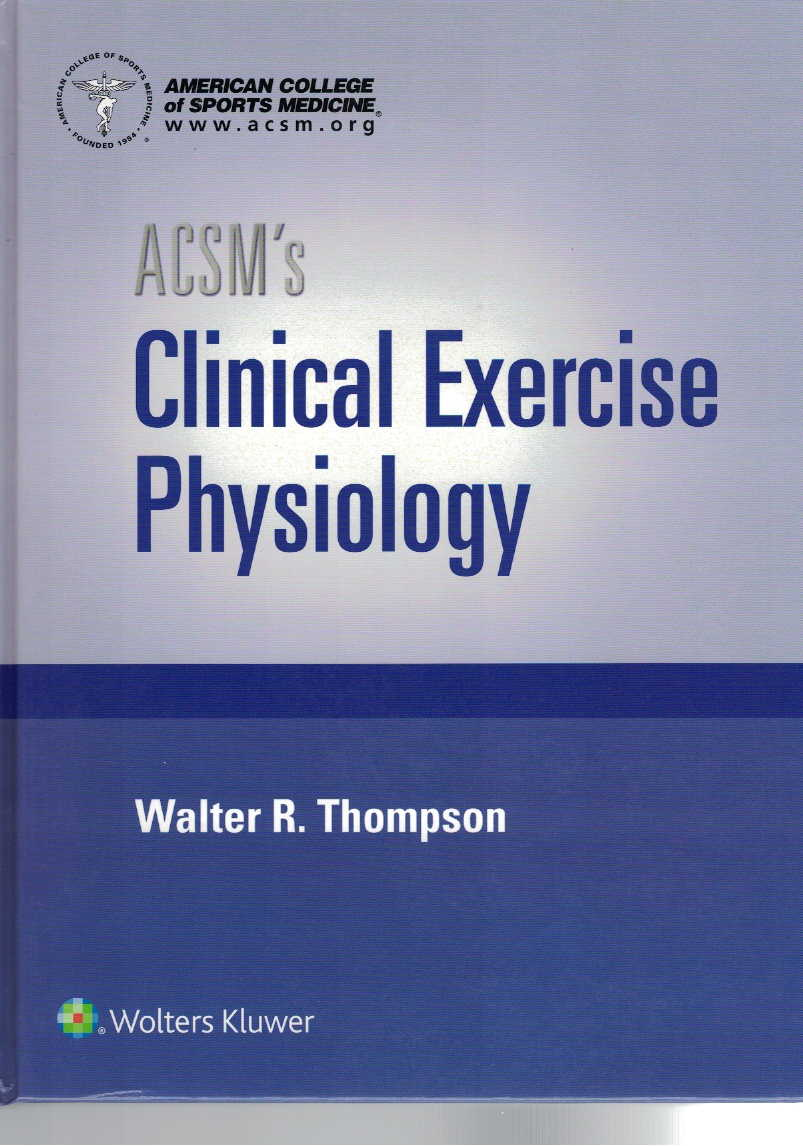 AMERICAN COLLEGE OF SPORTS MEDICINE
• FOUNDED 1954 • ®
AMERICAN COLLEGE
of SPORTS MEDICINE®
www.acsm.org
ACSM's
Clinical Exercise
Physiology
Walter R. Thompson
®
Wolters Kluwer